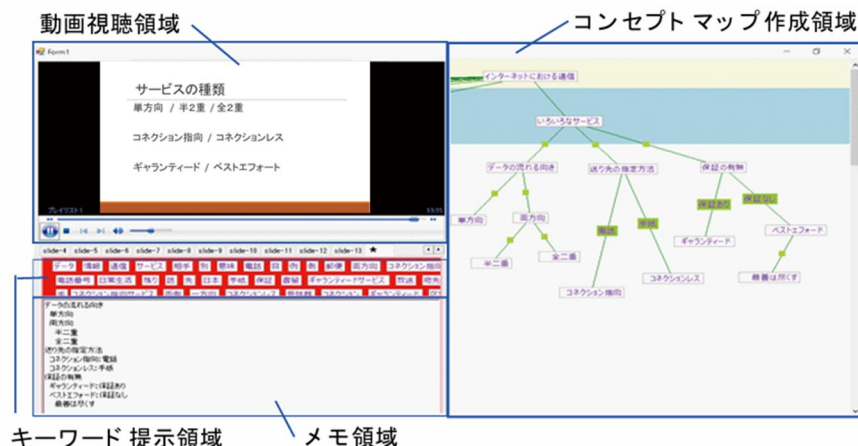 動画視聴領域
コンセプト マップ 作成領域
Form1
サービスの種類
単方向 / 半2重 / 全2重
コネクション指向 / コネクションレス
ギャランティード / ベストエフォート
プレイリスト1
slide-4 slide-5 slide-6 slide-7 slide-8 slide-9 slide-10 slide-11 slide-12 slide-13 ★
データ 情報 通信 サービス 相手 別 意味 電話 目 例 側 郵便 両方向 コネクション指向
電話番号 日常生活 残り 話 先 日本 手紙 保証 書留 ギャランティードサービス 放送
データの流れる向き
単方向
両方向
半二重
全二重
送り先の指定方法
コネクション指向:電話
コネクションレス:手紙
保証の有無
ギャランティード:保証あり
ベストエフォード:保証なし
最善は尽くす
インターネットにおける通信
いろいろなサービス
データの流れる向き 送り先の指定方法 保証の有無
保証あり 保証なし
単方向 両方向 電話 手紙 ベストエフォード
ギャランティード
半二重 全二重
コネクション指向 コネクションレス 最善は尽くす
キーワード 提示領域
メモ領域